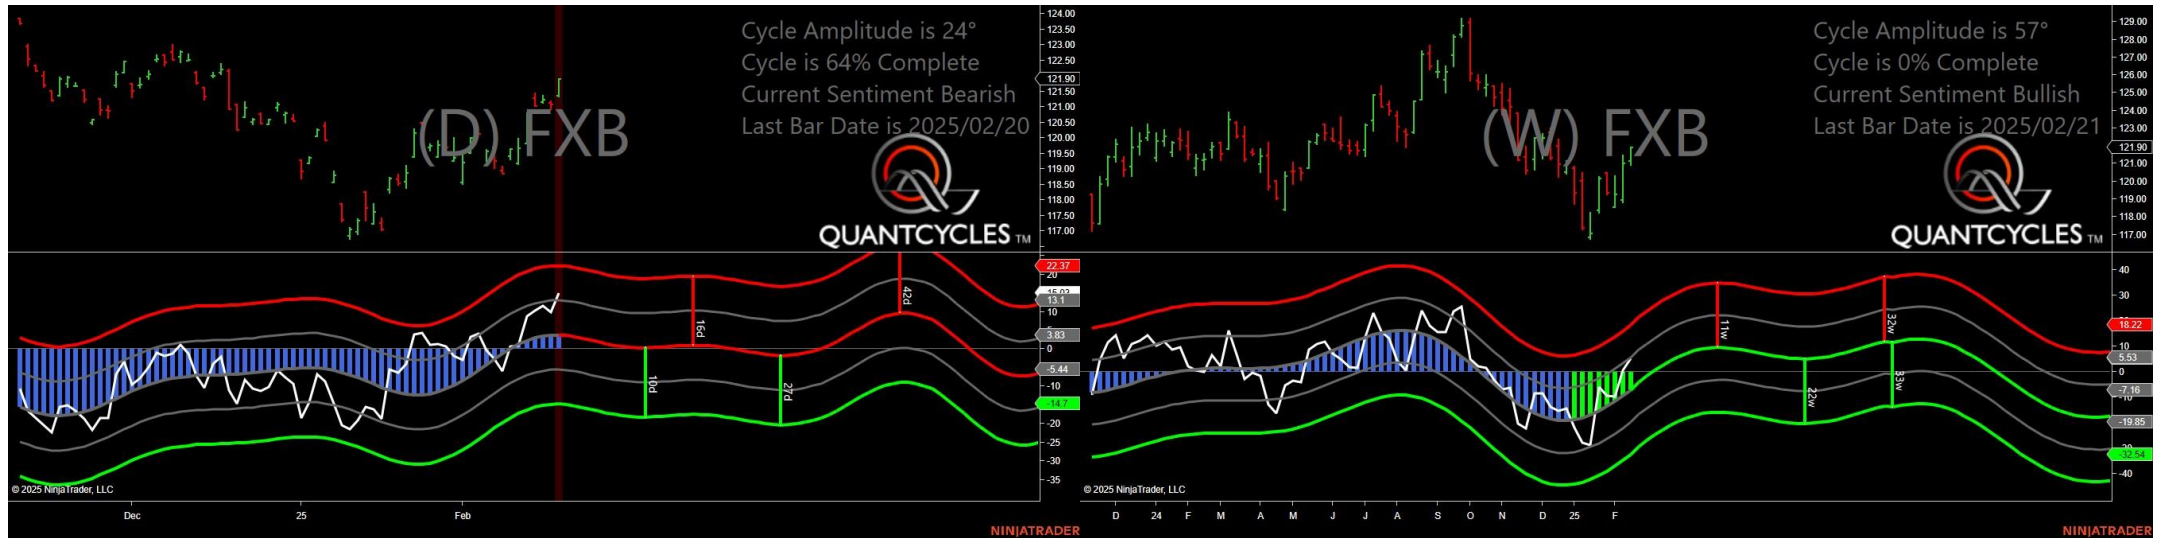 Cycle Amplitude is 24°
Cycle is 64% Complete
Current Sentiment Bearish
Last Bar Date is 2025/02/20
(D) FXB
QUANTCYCLES TM
124.00
123.50
123.00
122.50
121.90
121.50
121.00
120.50
120.00
119.50
119.00
118.50
118.00
117.50
117.00
22.37
20
13.1
10
3.83
0
-5.44
-10
-14.7
-20
-25
-30
-35
16d
42d
10d
27d
© 2025 NinjaTrader, LLC
Dec 25 Feb
NINJATRADER
Cycle Amplitude is 57°
Cycle is 0% Complete
Current Sentiment Bullish
Last Bar Date is 2025/02/21
(W) FXB
QUANTCYCLES TM
129.00
128.00
127.00
126.00
125.00
124.00
123.00
121.90
121.00
120.00
119.00
118.00
117.00
40
30
18.22
10
5.53
0
-7.16
-10
-19.85
-32.54
-40
11w
32w
22w
33w
© 2025 NinjaTrader, LLC
D 24 F M A M J J A S O N D 25 F
NINJATRADER